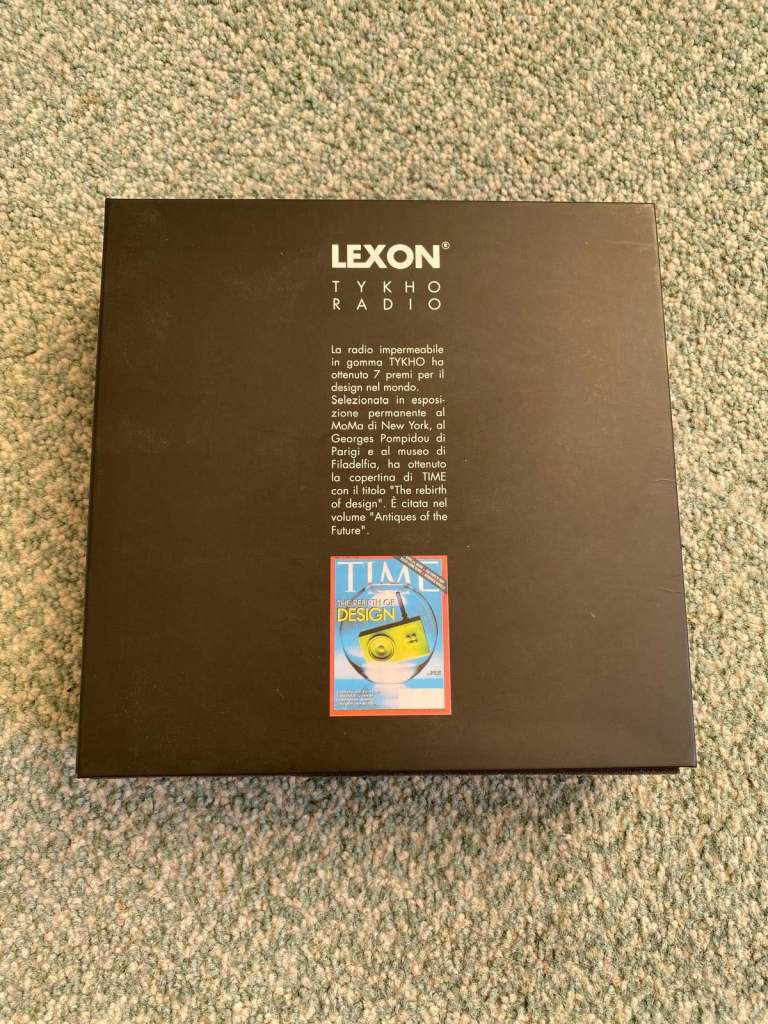 LEXON®
TYKHO
RADIO
La radio impermeabile
in gomma TYKHO ha
ottenuto 7 premi per il
design nel mondo.
Selezionata in esposi-
zione permanente al
MoMa di New York, al
Georges Pompidou di
Parigi e al museo di
Filadelfia, ha ottenuto
la copertina di TIME
con il titolo "The rebirth
of design". È citata nel
volume "Antiques of the
Future".
TIME
THE REBIRTH OF
DESIGN